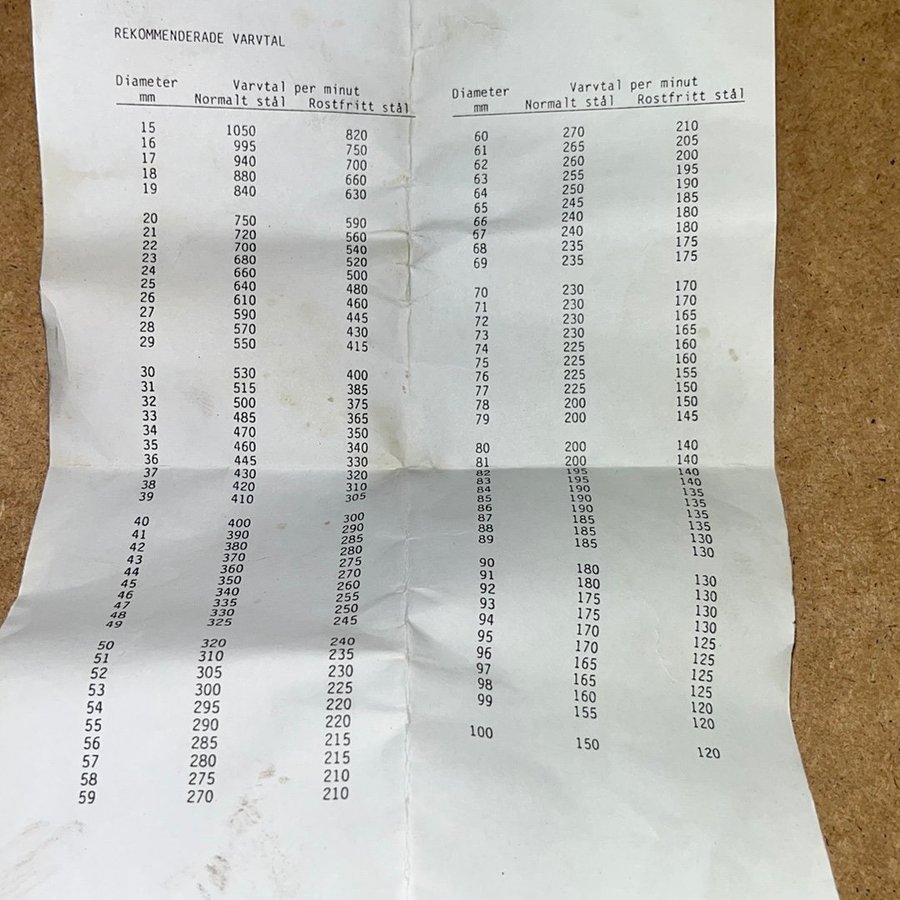 REKOMMENDERADE VARVTAL
Diameter Varvtal per minut
mm Normalt stål Rostfritt stål
15 1050 820
16 995 750
17 940 700
18 880 660
19 840 630
20 750 590
21 720 560
22 700 540
23 680 520
24 660 500
25 640 480
26 610 460
27 590 445
28 570 430
29 550 415
30 530 400
31 515 385
32 500 375
33 485 365
34 470 350
35 460 340
36 445 330
37 430 320
38 420 310
39 410 305
40 400 300
41 390 290
42 380 285
43 370 280
44 360 275
45 350 270
46 340 260
47 335 255
48 330 250
49 325 245
50 320 240
51 310 235
52 305 230
53 300 225
54 295 220
55 290 220
56 285 215
57 280 215
58 275 210
59 270 210
Diameter Varvtal per minut
mm Normalt stål Rostfritt stål
60 270 210
61 265 205
62 260 200
63 255 195
64 250 190
65 245 185
66 240 180
67 240 180
68 235 175
69 235 175
70 230 170
71 230 170
72 230 165
73 230 165
74 225 160
75 225 160
76 225 155
77 225 150
78 200 150
79 200 145
80 200 140
81 200 140
82 195 140
83 195 140
84 190 135
85 190 135
86 190 135
87 185 135
88 185 130
89 185 130
90 180 130
91 180 130
92 175 130
93 175 130
94 170 125
95 170 125
96 165 125
97 165 125
98 160 120
99 155 120
100 150 120